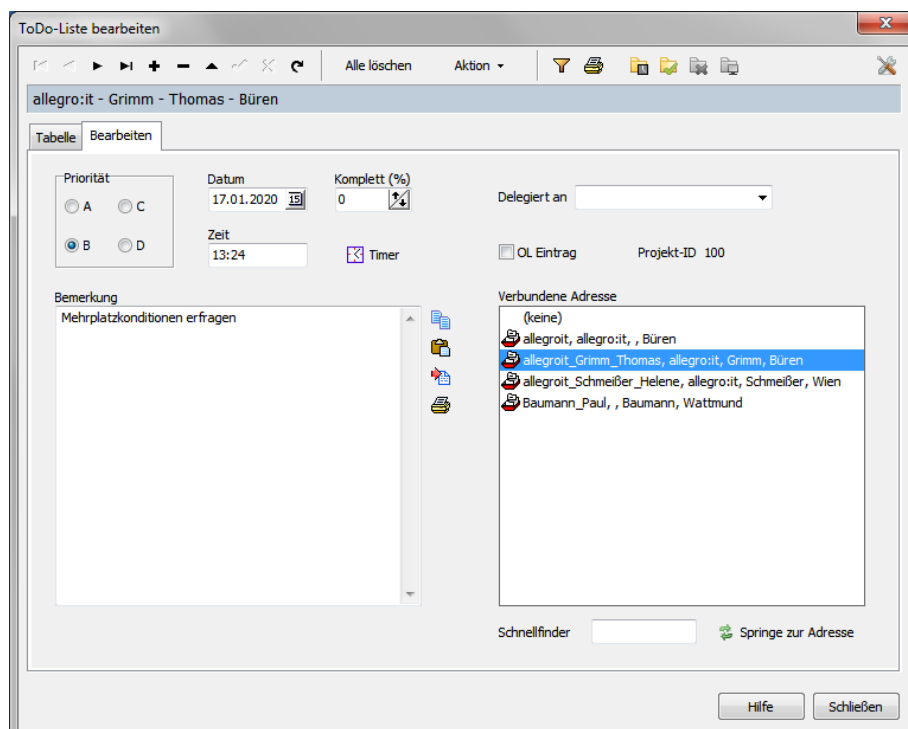 ToDo-Liste bearbeiten
Alle löschen Aktion
allegro:it - Grimm - Thomas - Büren
Tabelle Bearbeiten
Priorität Datum Komplett (%)
A C 17.01.2020 15 0 Delegiert an
Zeit
B D 13:24 Timer OL Eintrag Projekt-ID 100
Bemerkung Verbundene Adresse
Mehrplatzkonditionen erfragen (keine)
allegroit, allegro:it, , Büren
allegroit_Grimm_Thomas, allegro:it, Grimm, Büren
allegroit_Schmeißer_Helene, allegro:it, Schmeißer, Wien
Baumann_Paul, , Baumann, Wattmund
Schnellfinder Springe zur Adresse
Hilfe Schließen